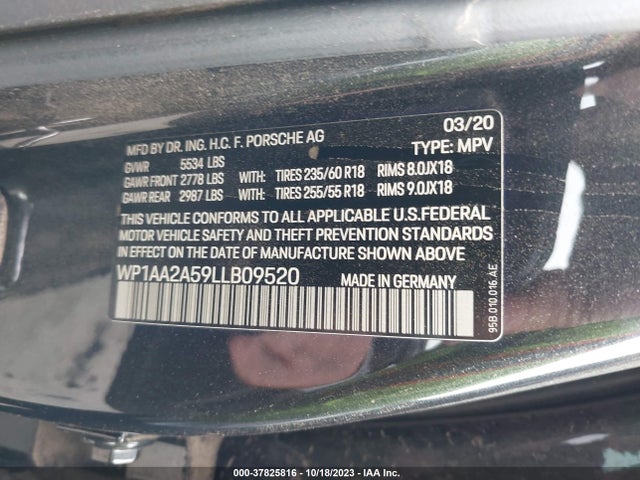 MFD BY DR. ING. H.C. F. PORSCHE AG 03/20
GVWR 5534 LBS TYPE: MPV
GAWR FRONT 2778 LBS WITH: TIRES 235/60 R18 RIMS 8.0JX18
GAWR REAR 2987 LBS WITH: TIRES 255/55 R18 RIMS 9.0JX18
THIS VEHICLE CONFORMS TO ALL APPLICABLE U.S.FEDERAL
MOTOR VEHICLE SAFETY AND THEFT PREVENTION STANDARDS
IN EFFECT ON THE DATE OF MANUFACTURE SHOWN ABOVE
WP1AA2A59LLB09520 MADE IN GERMANY
95B.010.016.AE
000-37825816 - 10/18/2023 - IAA Inc.